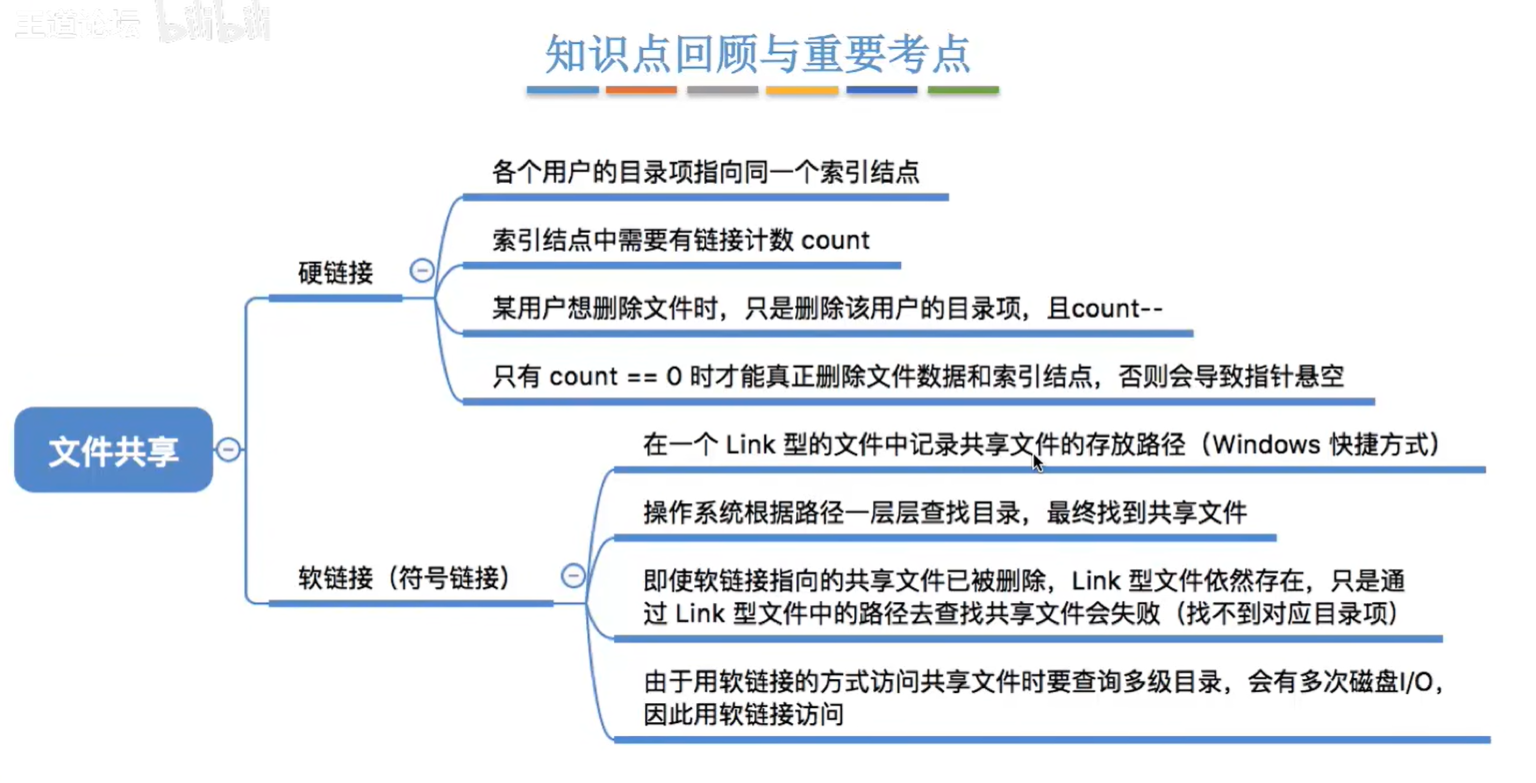 王道论坛 bilibili
知识点回顾与重要考点
各个用户的目录项指向同一个索引结点
索引结点中需要有链接计数 count
硬链接
某用户想删除文件时，只是删除该用户的目录项，且count--
只有 count == 0 时才能真正删除文件数据和索引结点，否则会导致指针悬空
文件共享
在一个 Link 型的文件中记录共享文件的存放路径（Windows 快捷方式）
操作系统根据路径一层层查找目录，最终找到共享文件
软链接（符号链接）
即使软链接指向的共享文件已被删除，Link 型文件依然存在，只是通
过 Link 型文件中的路径去查找共享文件会失败（找不到对应目录项）
由于用软链接的方式访问共享文件时要查询多级目录，会有多次磁盘I/O，
因此用软链接访问